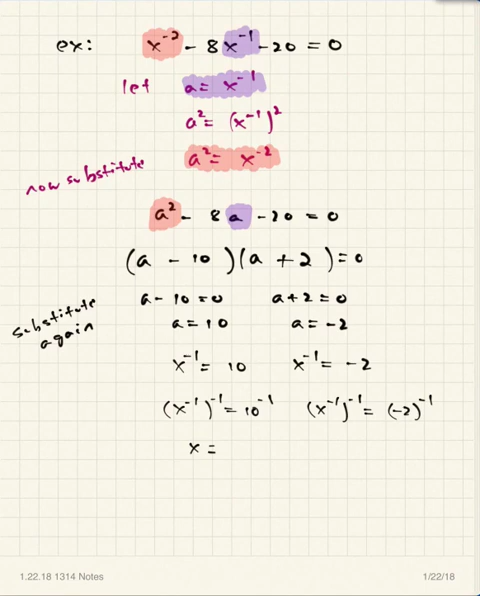 ex: x⁻² - 8x⁻¹ - 20 = 0
let a = x⁻¹
a² = (x⁻¹)²
now substitute a² = x⁻²
a² - 8a - 20 = 0
(a - 10)(a + 2) = 0
a - 10 = 0 a + 2 = 0
substitute again a = 10 a = -2
x⁻¹ = 10 x⁻¹ = -2
(x⁻¹)⁻¹ = 10⁻¹ (x⁻¹)⁻¹ = (-2)⁻¹
x =
1.22.18 1314 Notes 1/22/18